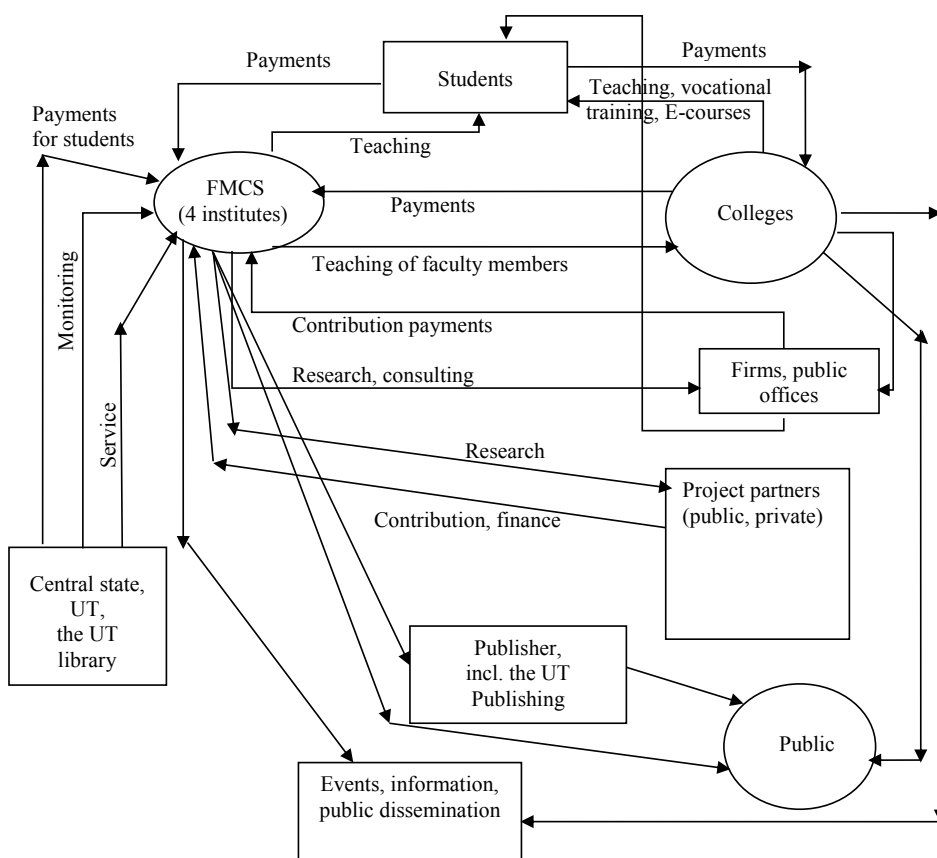 Payments
Students
Payments
Teaching, vocational
training, E-courses
Payments
for students
Teaching
FMCS
(4 institutes)
Payments
Colleges
Teaching of faculty members
Monitoring
Contribution payments
Research, consulting
Firms, public
offices
Service
Research
Project partners
(public, private)
Contribution, finance
Central state,
UT,
the UT
library
Publisher,
incl. the UT
Publishing
Public
Events, information,
public dissemination